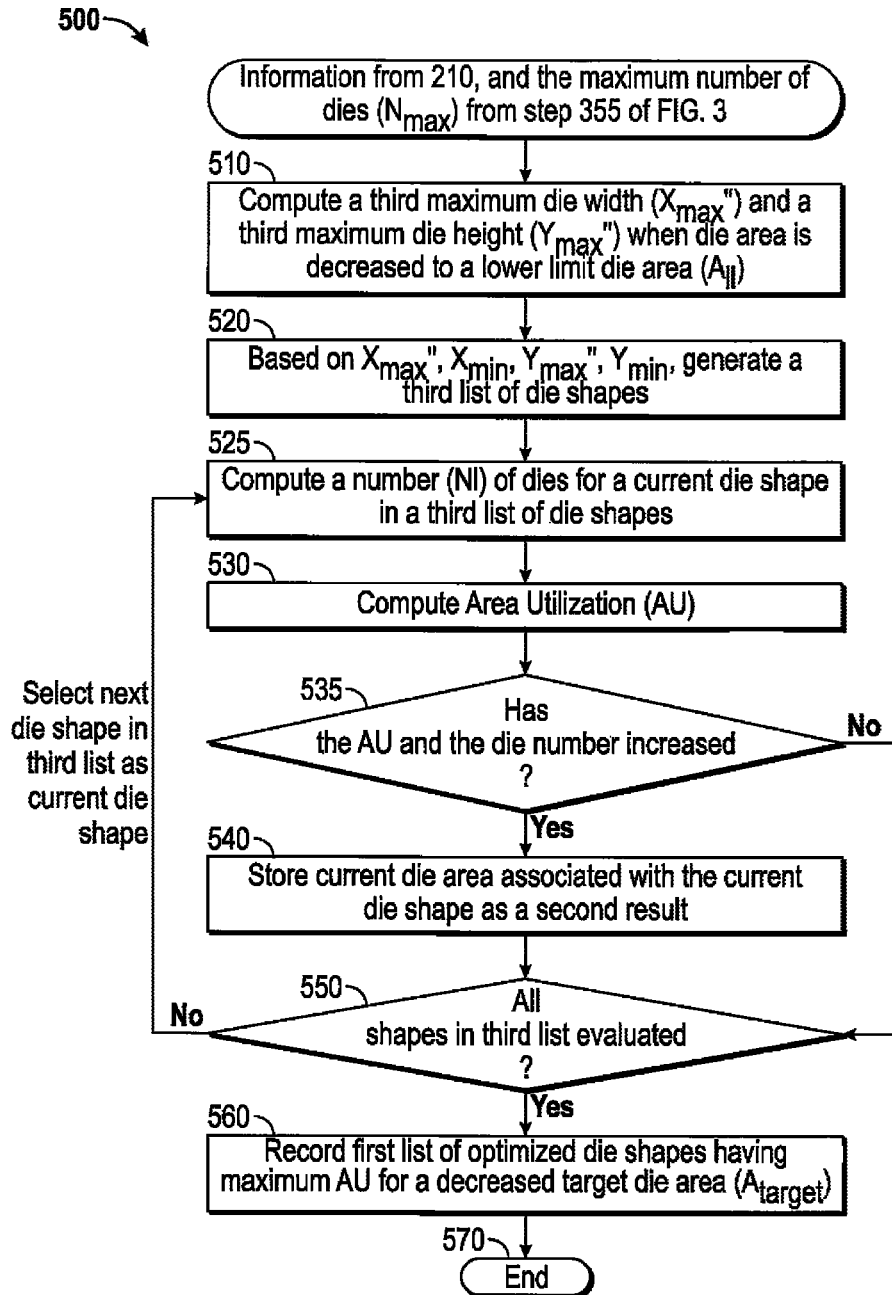 500
Information from 210, and the maximum number of
dies (Nmax) from step 355 of FIG. 3
510
Compute a third maximum die width (Xmax") and a
third maximum die height (Ymax") when die area is
decreased to a lower limit die area (All)
520
Based on Xmax", Xmin, Ymax", Ymin, generate a
third list of die shapes
525
Compute a number (NI) of dies for a current die shape
in a third list of die shapes
530
Compute Area Utilization (AU)
535
Has
the AU and the die number increased
?
No
Yes
Select next
die shape in
third list as
current die
shape
540
Store current die area associated with the current
die shape as a second result
550
All
shapes in third list evaluated
?
No
Yes
560
Record first list of optimized die shapes having
maximum AU for a decreased target die area (Atarget)
570
End